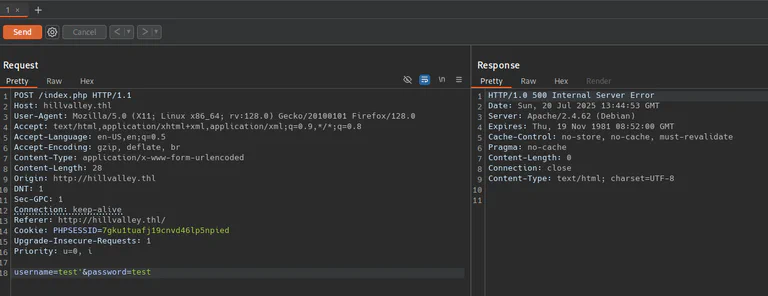 1 ×
+
Send
Cancel
< ▾
> ▾
Request
Pretty Raw Hex
\n
1 POST /index.php HTTP/1.1
2 Host: hillvalley.thl
3 User-Agent: Mozilla/5.0 (X11; Linux x86_64; rv:128.0) Gecko/20100101 Firefox/128.0
4 Accept: text/html,application/xhtml+xml,application/xml;q=0.9,*/*;q=0.8
5 Accept-Language: en-US,en;q=0.5
6 Accept-Encoding: gzip, deflate, br
7 Content-Type: application/x-www-form-urlencoded
8 Content-Length: 28
9 Origin: http://hillvalley.thl
10 DNT: 1
11 Sec-GPC: 1
12 Connection: keep-alive
13 Referer: http://hillvalley.thl/
14 Cookie: PHPSESSID=7gku1tuafj19cnvd46lp5npied
15 Upgrade-Insecure-Requests: 1
16 Priority: u=0, i
17
18 username=test'&password=test
Response
Pretty Raw Hex Render
1 HTTP/1.0 500 Internal Server Error
2 Date: Sun, 20 Jul 2025 13:44:53 GMT
3 Server: Apache/2.4.62 (Debian)
4 Expires: Thu, 19 Nov 1981 08:52:00 GMT
5 Cache-Control: no-store, no-cache, must-revalidate
6 Pragma: no-cache
7 Content-Length: 0
8 Connection: close
9 Content-Type: text/html; charset=UTF-8
10
11